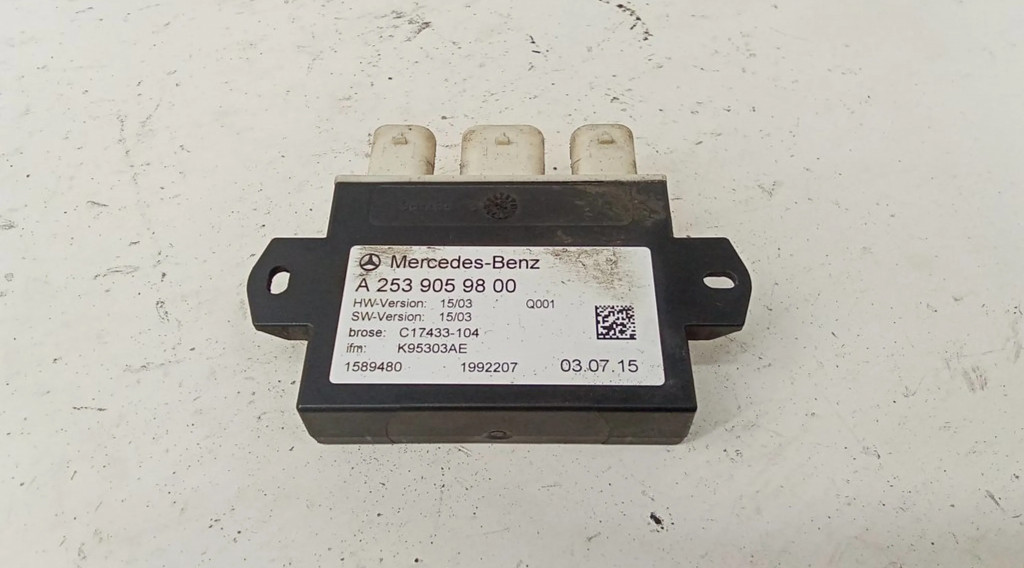 Mercedes-Benz
A 253 905 98 00
HW-Version: 15/03 Q001
SW-Version: 15/03
brose: C17433-104
ifm: K95303AE
1589480 1992207 03.07.15